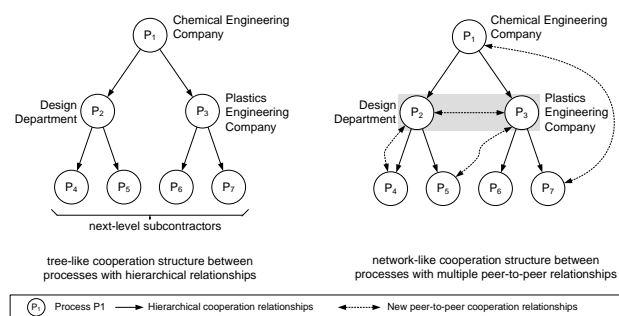 Chemical Engineering
Company
P1
Design
Department
P2
P3
Plastics
Engineering
Company
P4
P5
P6
P7
next-level subcontractors
tree-like cooperation structure between
processes with hierarchical relationships
Chemical Engineering
Company
P1
Design
Department
P2
P3
Plastics
Engineering
Company
P4
P5
P6
P7
network-like cooperation structure between
processes with multiple peer-to-peer relationships
P1 Process P1 Hierarchical cooperation relationships New peer-to-peer cooperation relationships